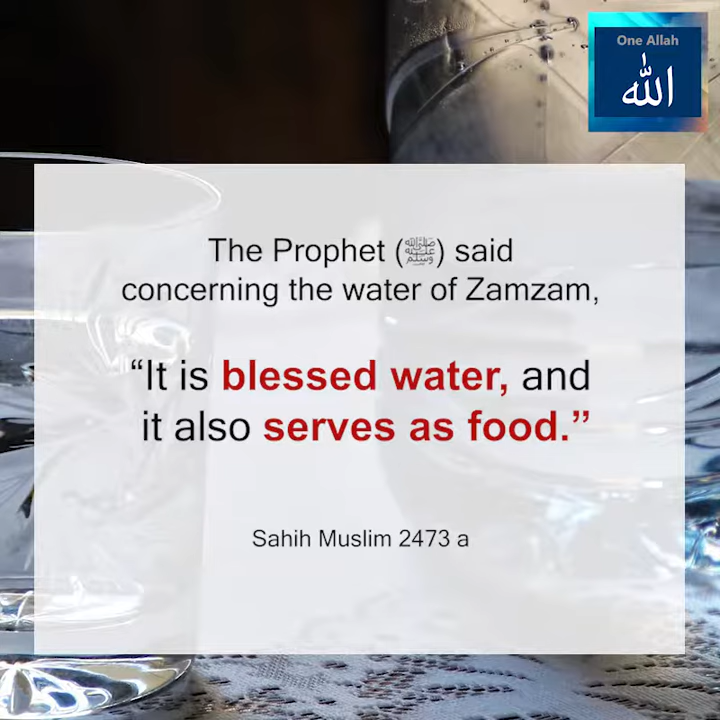 One Allah
الله
The Prophet (ﷺ) said
concerning the water of Zamzam,
“It is blessed water, and
it also serves as food.”
Sahih Muslim 2473 a